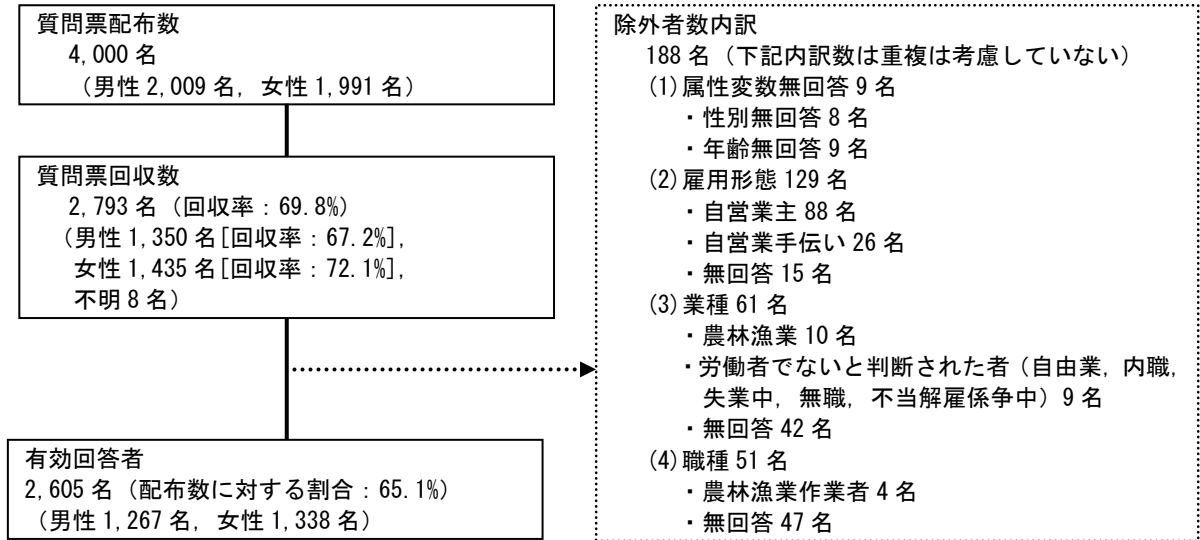 質問票配布数
4,000 名
（男性 2,009 名, 女性 1,991 名）
質問票回収数
2,793 名（回収率：69.8%）
（男性 1,350 名[回収率：67.2%],
女性 1,435 名[回収率：72.1%],
不明 8 名）
有効回答者
2,605 名（配布数に対する割合：65.1%）
（男性 1,267 名, 女性 1,338 名）
除外者数内訳
188 名（下記内訳数は重複は考慮していない）
(1)属性変数無回答 9 名
・性別無回答 8 名
・年齢無回答 9 名
(2)雇用形態 129 名
・自営業主 88 名
・自営業手伝い 26 名
・無回答 15 名
(3)業種 61 名
・農林漁業 10 名
・労働者でないと判断された者（自由業, 内職,
失業中, 無職, 不当解雇係争中）9 名
・無回答 42 名
(4)職種 51 名
・農林漁業作業者 4 名
・無回答 47 名